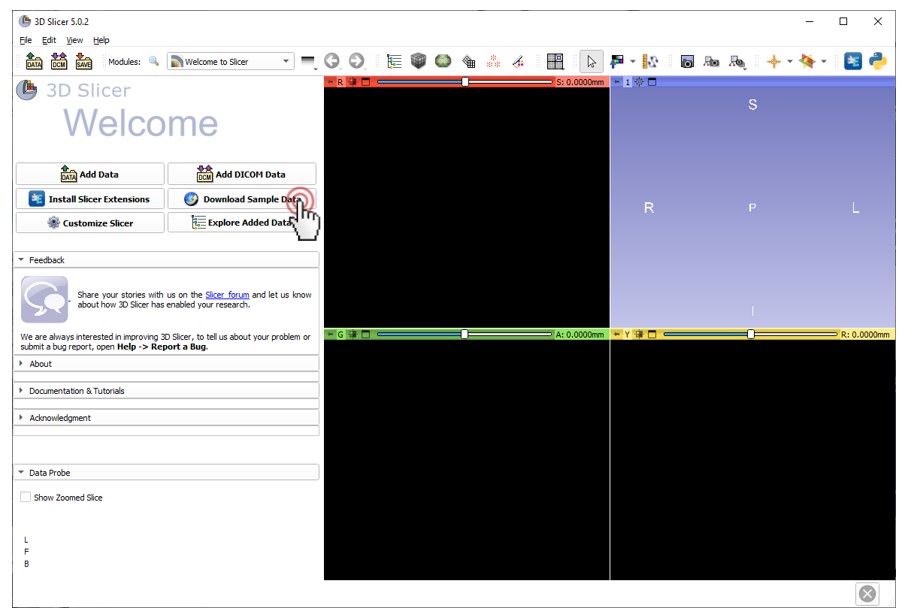 3D Slicer 5.0.2
File Edit View Help
DATA DCM SAVE Modules: Welcome to Slicer
3D Slicer
Welcome
Add Data
Add DICOM Data
Install Slicer Extensions
Download Sample Data
Customize Slicer
Explore Added Data
Feedback
Share your stories with us on the Slicer forum and let us know
about how 3D Slicer has enabled your research.
We are always interested in improving 3D Slicer, to tell us about your problem or
submit a bug report, open Help -> Report a Bug.
About
Documentation & Tutorials
Acknowledgment
Data Probe
Show Zoomed Slice
L
F
B
R S: 0.0000mm
1
S
R P L
I
G A: 0.0000mm
Y R: 0.0000mm